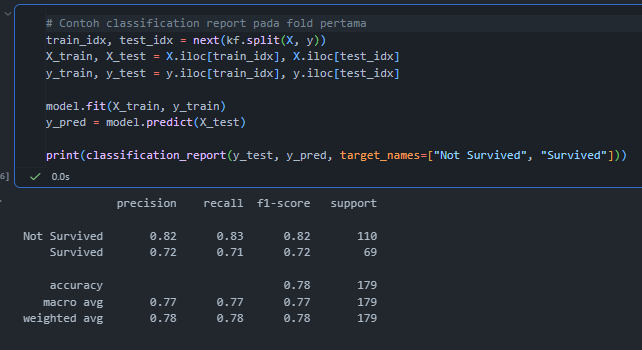 # Contoh classification report pada fold pertama
train_idx, test_idx = next(kf.split(X, y))
X_train, X_test = X.iloc[train_idx], X.iloc[test_idx]
y_train, y_test = y.iloc[train_idx], y.iloc[test_idx]
model.fit(X_train, y_train)
y_pred = model.predict(X_test)
print(classification_report(y_test, y_pred, target_names=["Not Survived", "Survived"]))
6] 0.0s
precision recall f1-score support
Not Survived 0.82 0.83 0.82 110
Survived 0.72 0.71 0.72 69
accuracy 0.78 179
macro avg 0.77 0.77 0.77 179
weighted avg 0.78 0.78 0.78 179